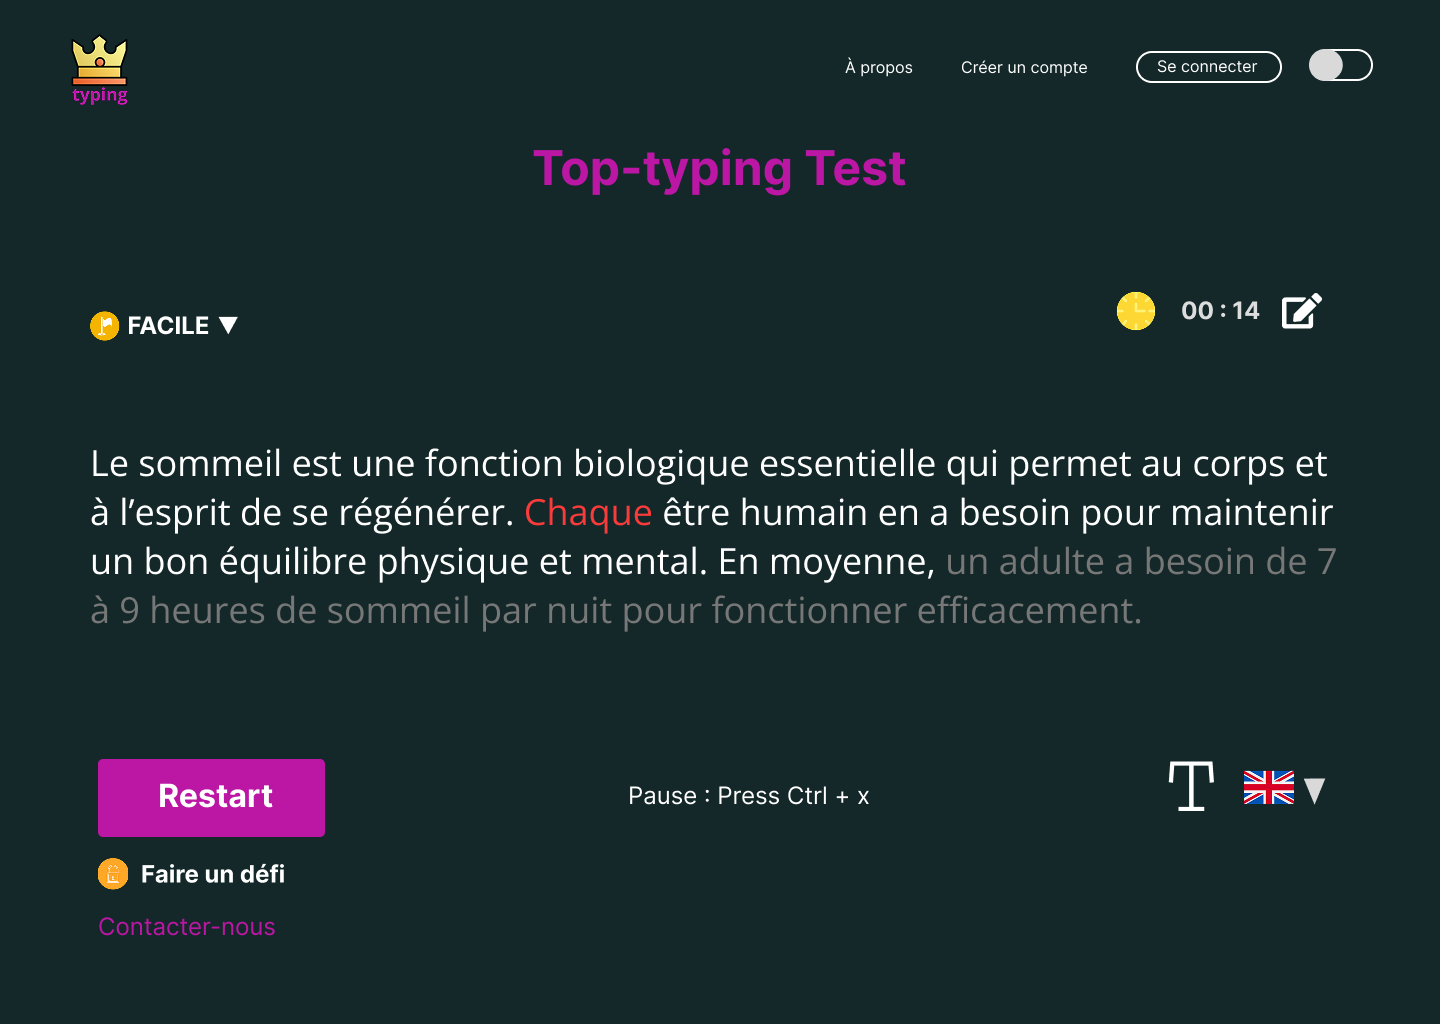 typing
À propos
Créer un compte
Se connecter
Top-typing Test
FACILE ▼
00 : 14
Le sommeil est une fonction biologique essentielle qui permet au corps et
à l’esprit de se régénérer. Chaque être humain en a besoin pour maintenir
un bon équilibre physique et mental. En moyenne, un adulte a besoin de 7
à 9 heures de sommeil par nuit pour fonctionner efficacement.
Restart
Pause : Press Ctrl + x
T
Faire un défi
Contacter-nous